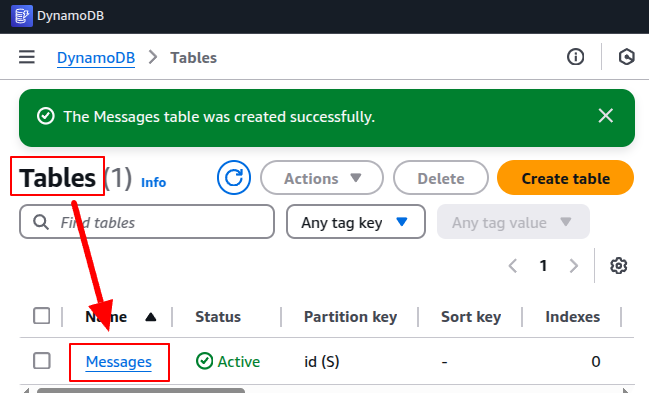 DynamoDB
DynamoDB > Tables
The Messages table was created successfully.
Tables (1) Info Actions Delete Create table
Find tables Any tag key Any tag value
1
Name Status Partition key Sort key Indexes
Messages Active id (S) - 0